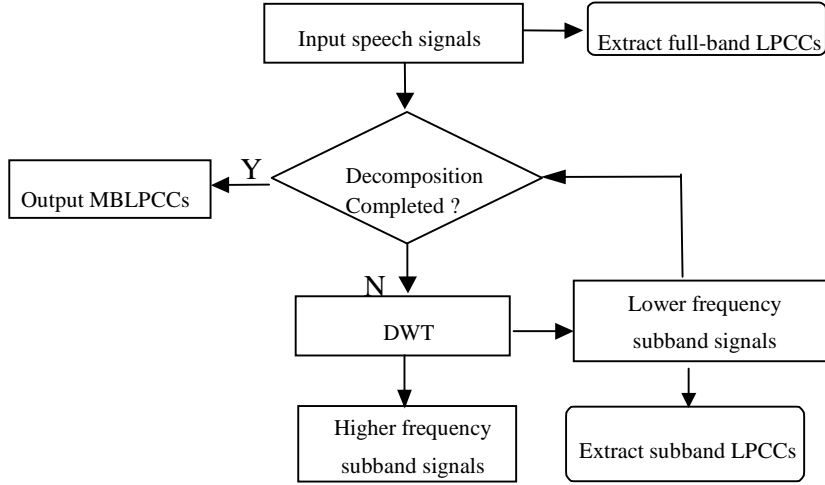 Input speech signals
Extract full-band LPCCs
Y
Decomposition
Completed ?
Output MBLPCCs
N
DWT
Lower frequency
subband signals
Higher frequency
subband signals
Extract subband LPCCs